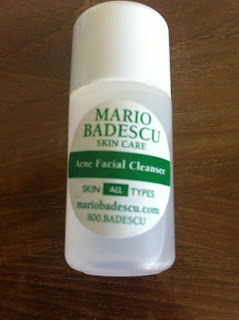 MARIO
BADESCU
SKIN CARE
Acne Facial Cleanser
SKIN ALL TYPES
mariobadescu.com
800.BADESCU